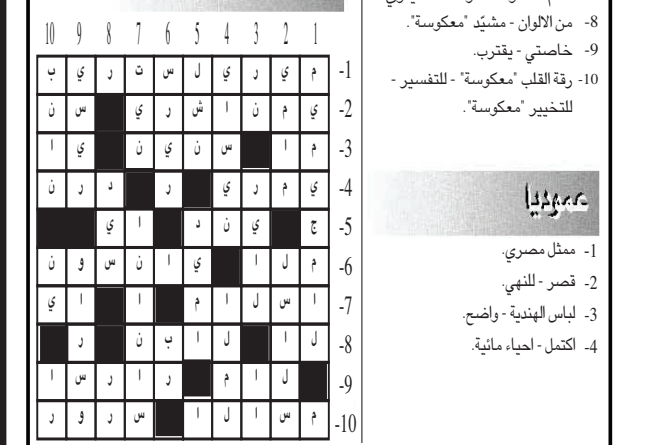 8- من الالوان - مشيّد "معكوسة".
9- خاصتي - يقترب.
10- رقة القلب "معكوسة" - للتفسير -
للتخيير "معكوسة".
عموديا
1- ممثل مصري.
2- قصر - للنهي.
3- لباس الهندية - واضح.
4- اكتمل - احياء مائية.
1 2 3 4 5 6 7 8 9 10
1- م ي ر ي ل س ت ر ي ب
2- ي م ن ا ش ر ي س ن
3- م ا س ن ي ن ي ا
4- ي م ر ي ر د ر ن
5- ج ي ن د ا ي
6- م ل ا ي ا ن س و ن
7- ا س ل ا م ا ا ي
8- ل ا ل ا ب ن ر
9- ل ا م ر ا ر س ا
10- م س ا ل ا س ر و ر